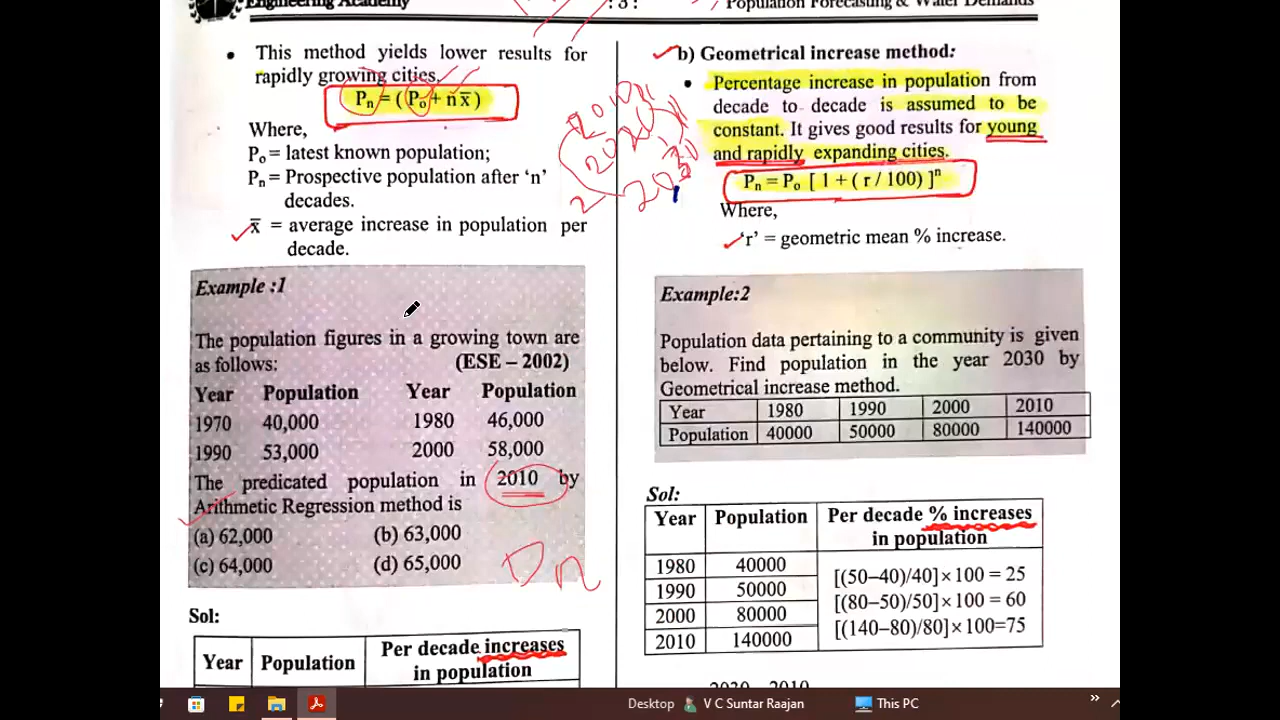 Engineering Academy
: 3 :
Population Forecasting & Water Demands
• This method yields lower results for
rapidly growing cities.
Pn = ( Po + n x̄ )
Where,
Po = latest known population;
Pn = Prospective population after ‘n’
decades.
x̄ = average increase in population per
decade.
Example :1
The population figures in a growing town are
as follows: (ESE – 2002)
Year Population Year Population
1970 40,000 1980 46,000
1990 53,000 2000 58,000
The predicated population in 2010 by
Arithmetic Regression method is
(a) 62,000 (b) 63,000
(c) 64,000 (d) 65,000
Pn
Sol:
Year Population Per decade increases
in population
2010
2020
2030
b) Geometrical increase method:
• Percentage increase in population from
decade to decade is assumed to be
constant. It gives good results for young
and rapidly expanding cities.
Pn = Po [ 1 + ( r / 100) ]n
Where,
‘r’ = geometric mean % increase.
Example:2
Population data pertaining to a community is given
below. Find population in the year 2030 by
Geometrical increase method.
Year 1980 1990 2000 2010
Population 40000 50000 80000 140000
Sol:
Year Population Per decade % increases
in population
1980 40000
[(50–40)/40] × 100 = 25
1990 50000
[(80–50)/50] × 100 = 60
2000 80000
[(140–80)/80] × 100=75
2010 140000
2030 2010
Desktop V C Suntar Raajan This PC